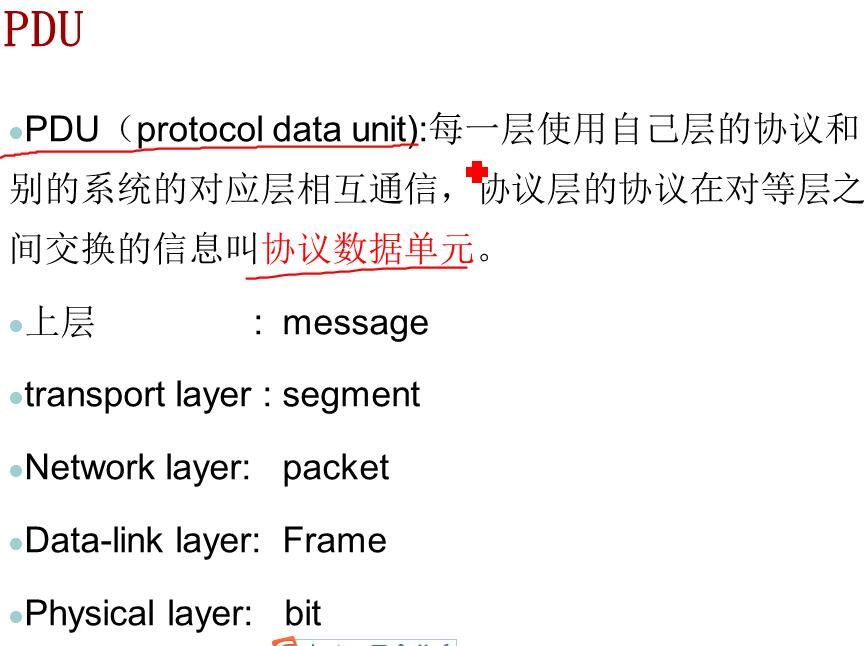 PDU
PDU（protocol data unit):每一层使用自己层的协议和
别的系统的对应层相互通信，协议层的协议在对等层之
间交换的信息叫协议数据单元。
上层 : message
transport layer : segment
Network layer: packet
Data-link layer: Frame
Physical layer: bit